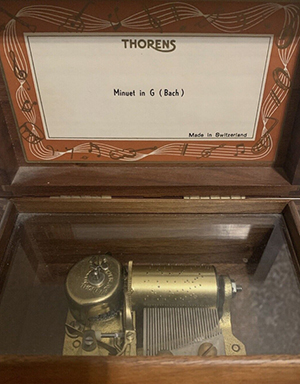 THORENS
Minuet in G (Bach)
Made in Switzerland